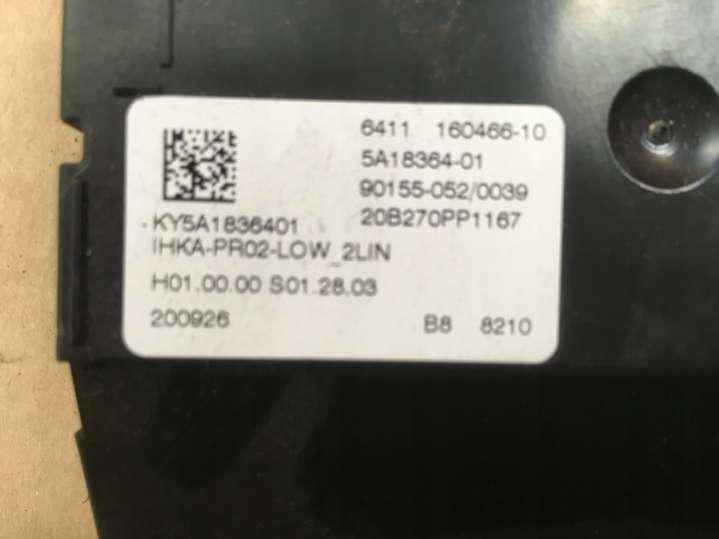 6411 160466-10
5A18364-01
90155-052/0039
20B270PP1167
KY5A1836401
IHKA-PR02-LOW_2LIN
H01.00.00 S01.28.03
200926 B8 8210